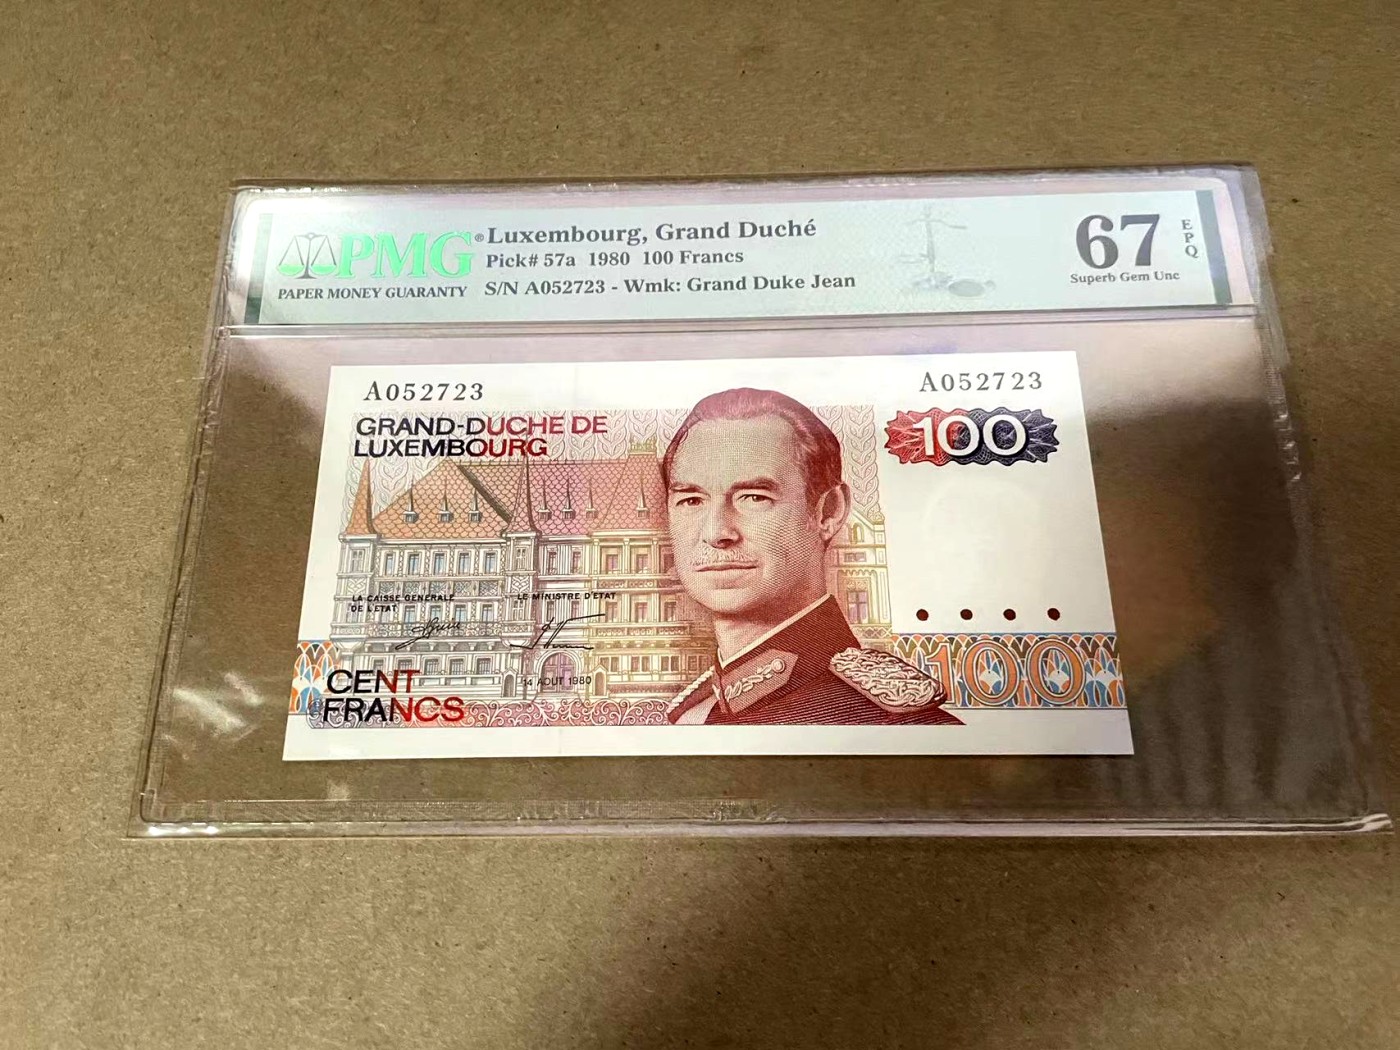 PMG®
PAPER MONEY GUARANTY
Luxembourg, Grand Duché
Pick# 57a 1980 100 Francs
S/N A052723 - Wmk: Grand Duke Jean
67
EPQ
Superb Gem Unc
A052723
A052723
GRAND-DUCHE DE
LUXEMBOURG
100
LA CAISSE GENERALE
DE L'ETAT
LE MINISTRE D'ETAT
14 AOUT 1980
CENT
FRANCS
100